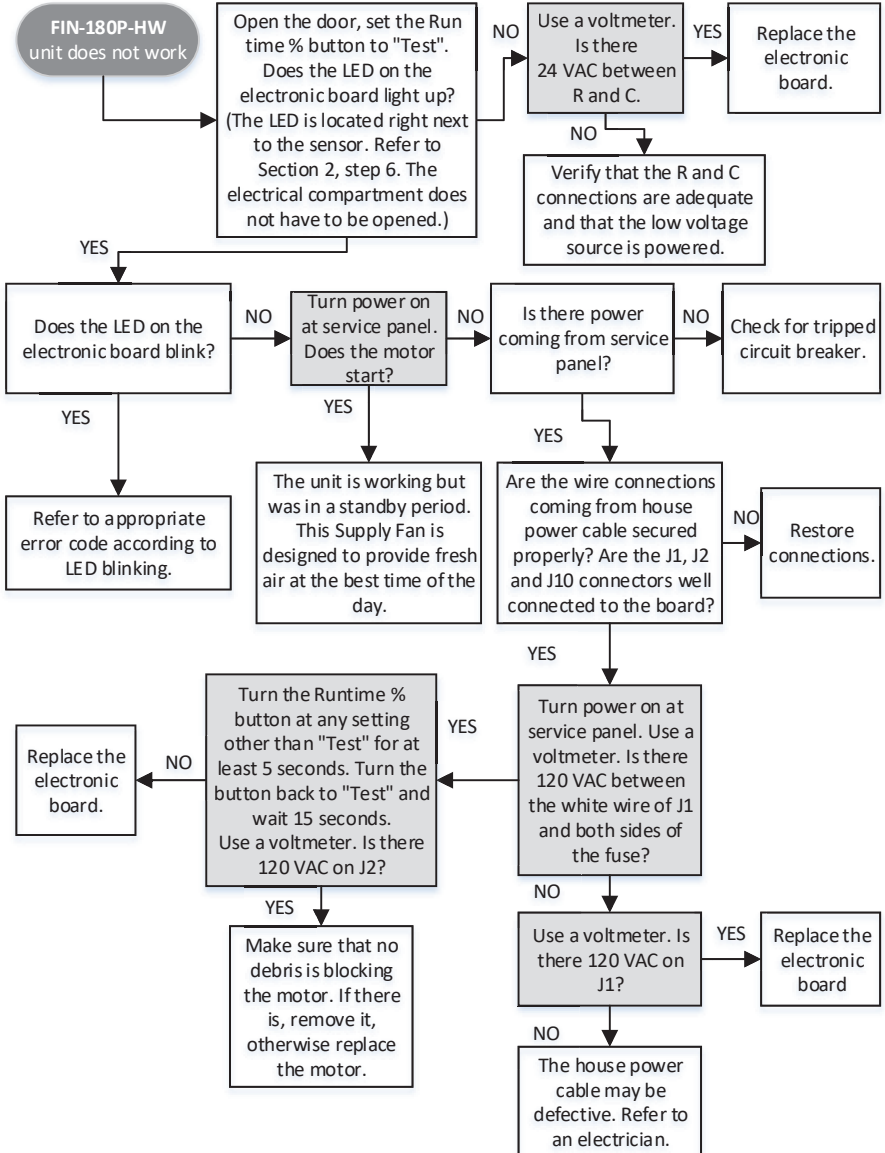 FIN-180P-HW
unit does not work
Open the door, set the Run
time % button to "Test".
Does the LED on the
electronic board light up?
(The LED is located right next
to the sensor. Refer to
Section 2, step 6. The
electrical compartment does
not have to be opened.)
NO
Use a voltmeter.
Is there
24 VAC between
R and C.
YES
Replace the
electronic
board.
NO
Verify that the R and C
connections are adequate
and that the low voltage
source is powered.
YES
Does the LED on the
electronic board blink?
NO
Turn power on
at service panel.
Does the motor
start?
NO
Is there power
coming from service
panel?
NO
Check for tripped
circuit breaker.
YES
YES
YES
Refer to appropriate
error code according to
LED blinking.
The unit is working but
was in a standby period.
This Supply Fan is
designed to provide fresh
air at the best time of the
day.
Are the wire connections
coming from house
power cable secured
properly? Are the J1, J2
and J10 connectors well
connected to the board?
NO
Restore
connections.
YES
Turn power on at
service panel. Use a
voltmeter. Is there
120 VAC between
the white wire of J1
and both sides of
the fuse?
YES
Turn the Runtime %
button at any setting
other than "Test" for at
least 5 seconds. Turn the
button back to "Test" and
wait 15 seconds.
Use a voltmeter. Is there
120 VAC on J2?
NO
Replace the
electronic
board.
YES
Make sure that no
debris is blocking
the motor. If there
is, remove it,
otherwise replace
the motor.
NO
Use a voltmeter. Is
there 120 VAC on
J1?
YES
Replace the
electronic
board
NO
The house power
cable may be
defective. Refer to
an electrician.